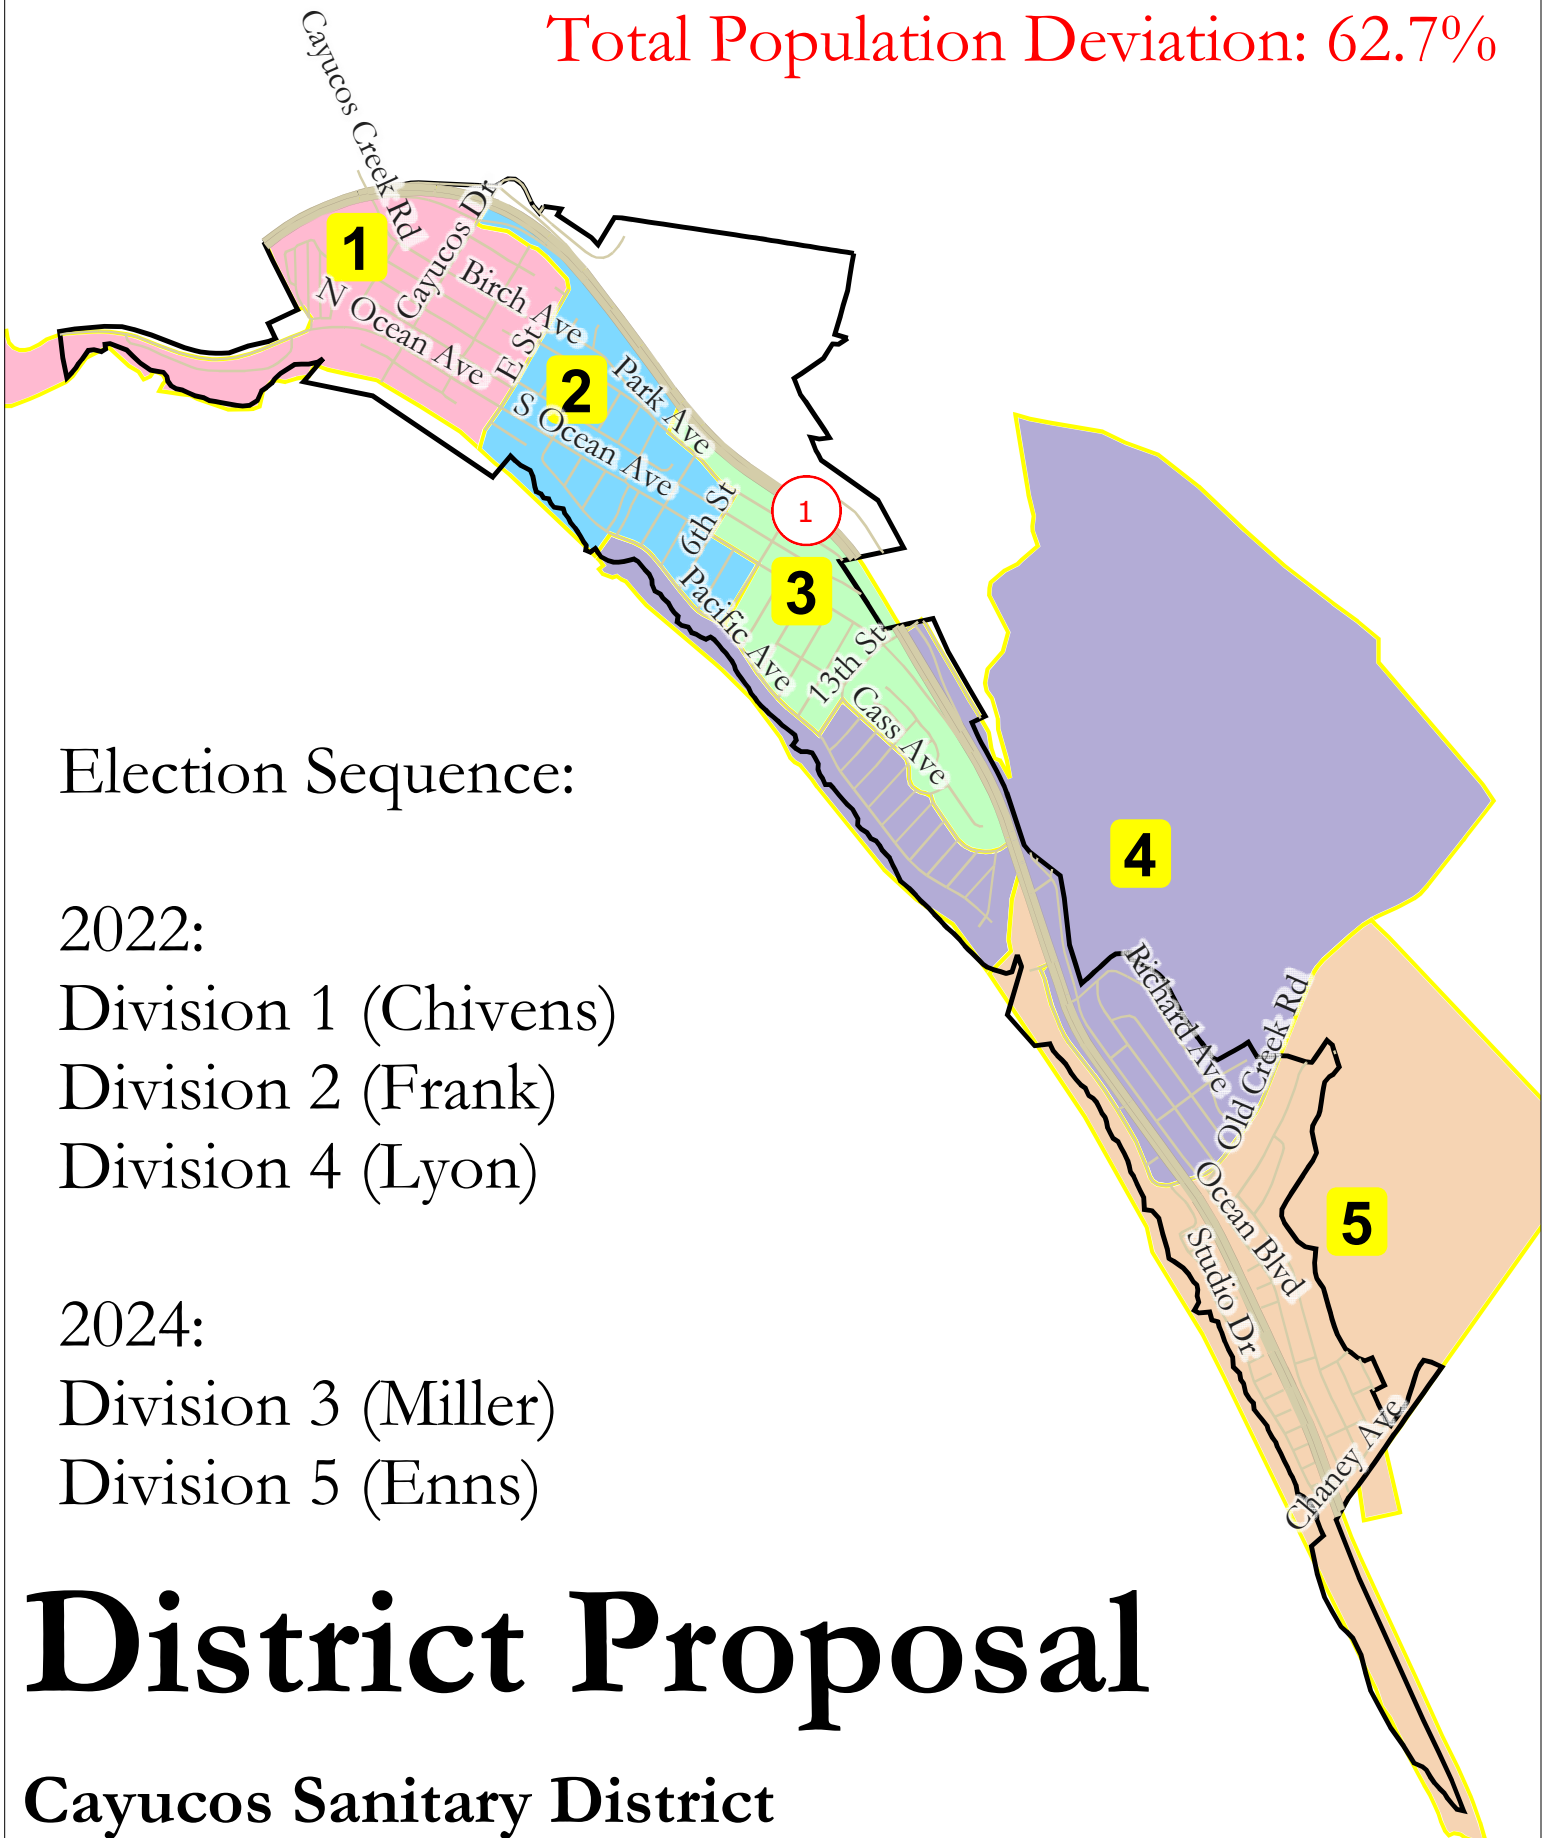 Total Population Deviation: 62.7%
Cayucos Creek Rd
1
Cayucos Dr
Birch Ave
N Ocean Ave
E St
2
Park Ave
S Ocean Ave
6th St
1
3
Pacific Ave
13th St
Cass Ave
4
Richard Ave
Old Creek Rd
Ocean Blvd
5
Studio Dr
Chaney Ave
Election Sequence:
2022:
Division 1 (Chivens)
Division 2 (Frank)
Division 4 (Lyon)
2024:
Division 3 (Miller)
Division 5 (Enns)
District Proposal
Cayucos Sanitary District